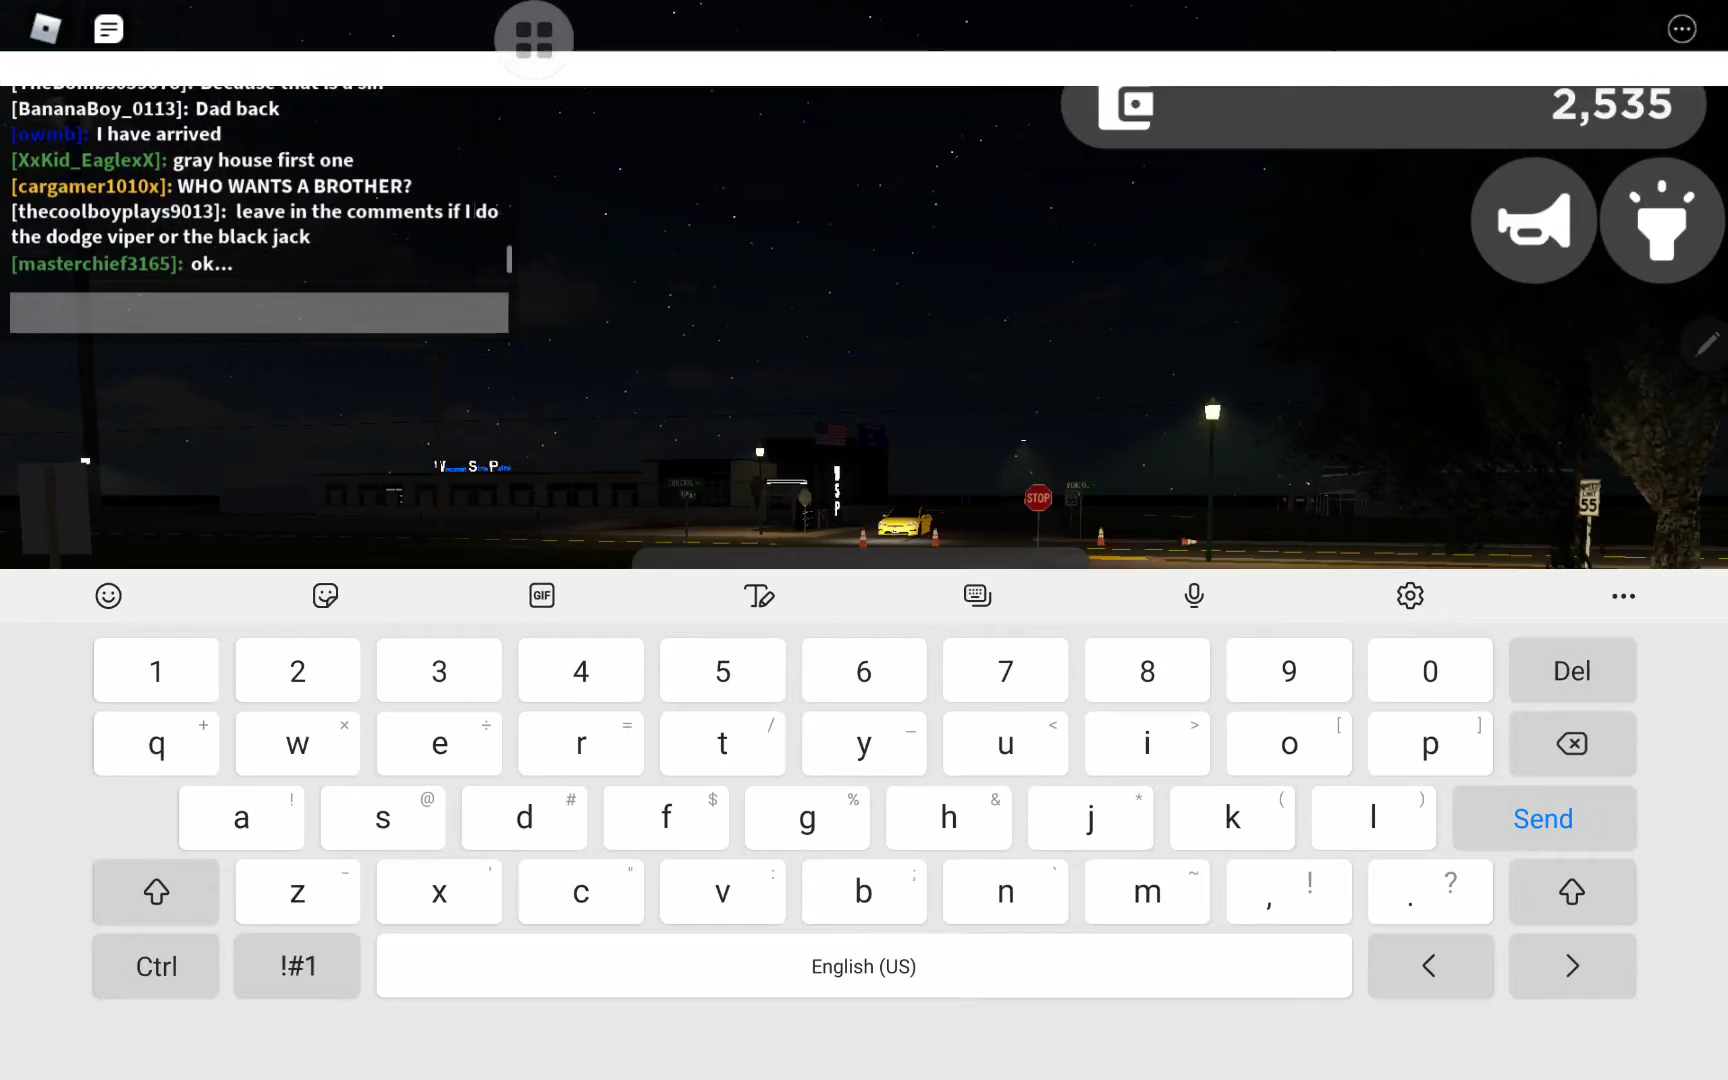 [BananaBoy_0113]: Dad back
2,535
[owmb]: I have arrived
[XxKid_EaglexX]: gray house first one
[cargamer1010x]: WHO WANTS A BROTHER?
[thecoolboyplays9013]: leave in the comments if I do
the dodge viper or the black jack
[masterchief3165]: ok...
WSP
STOP
55
GIF
1 2 3 4 5 6 7 8 9 0 Del
q + w × e ÷ r = t / y _ u < i > o [ p ]
a ! s @ d # f $ g % h & j * k ( l ) Send
z - x ' c " v : b ; n ` m ~ , ! . ?
Ctrl !#1 English (US) < >